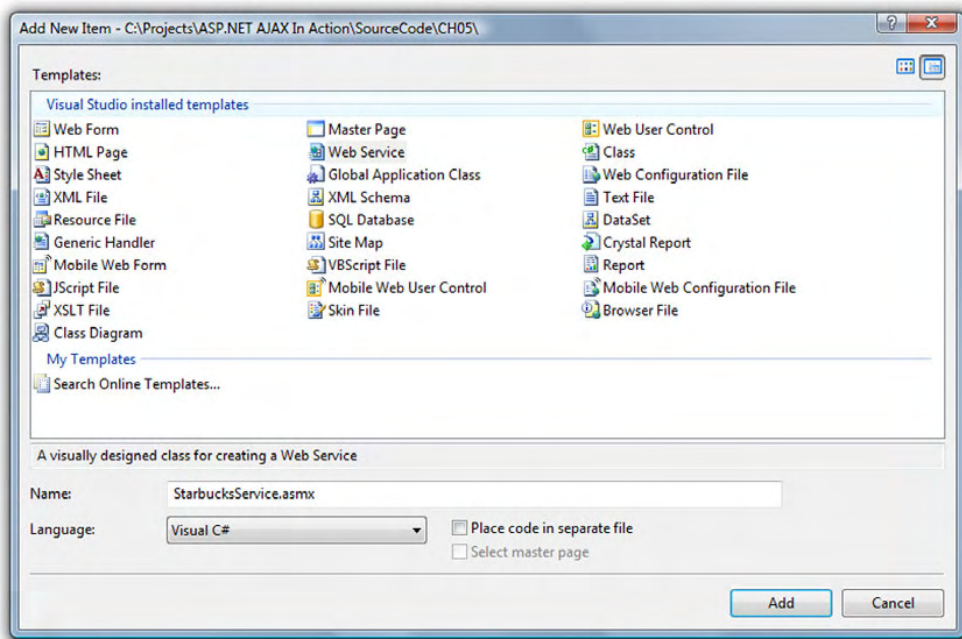 Add New Item - C:\Projects\ASP.NET AJAX In Action\SourceCode\CH05\
Templates:
Visual Studio installed templates
Web Form Master Page Web User Control
HTML Page Web Service Class
Style Sheet Global Application Class Web Configuration File
XML File XML Schema Text File
Resource File SQL Database DataSet
Generic Handler Site Map Crystal Report
Mobile Web Form VBScript File Report
JScript File Mobile Web User Control Mobile Web Configuration File
XSLT File Skin File Browser File
Class Diagram
My Templates
Search Online Templates...
A visually designed class for creating a Web Service
Name: StarbucksService.asmx
Language: Visual C# Place code in separate file
Select master page
Add Cancel